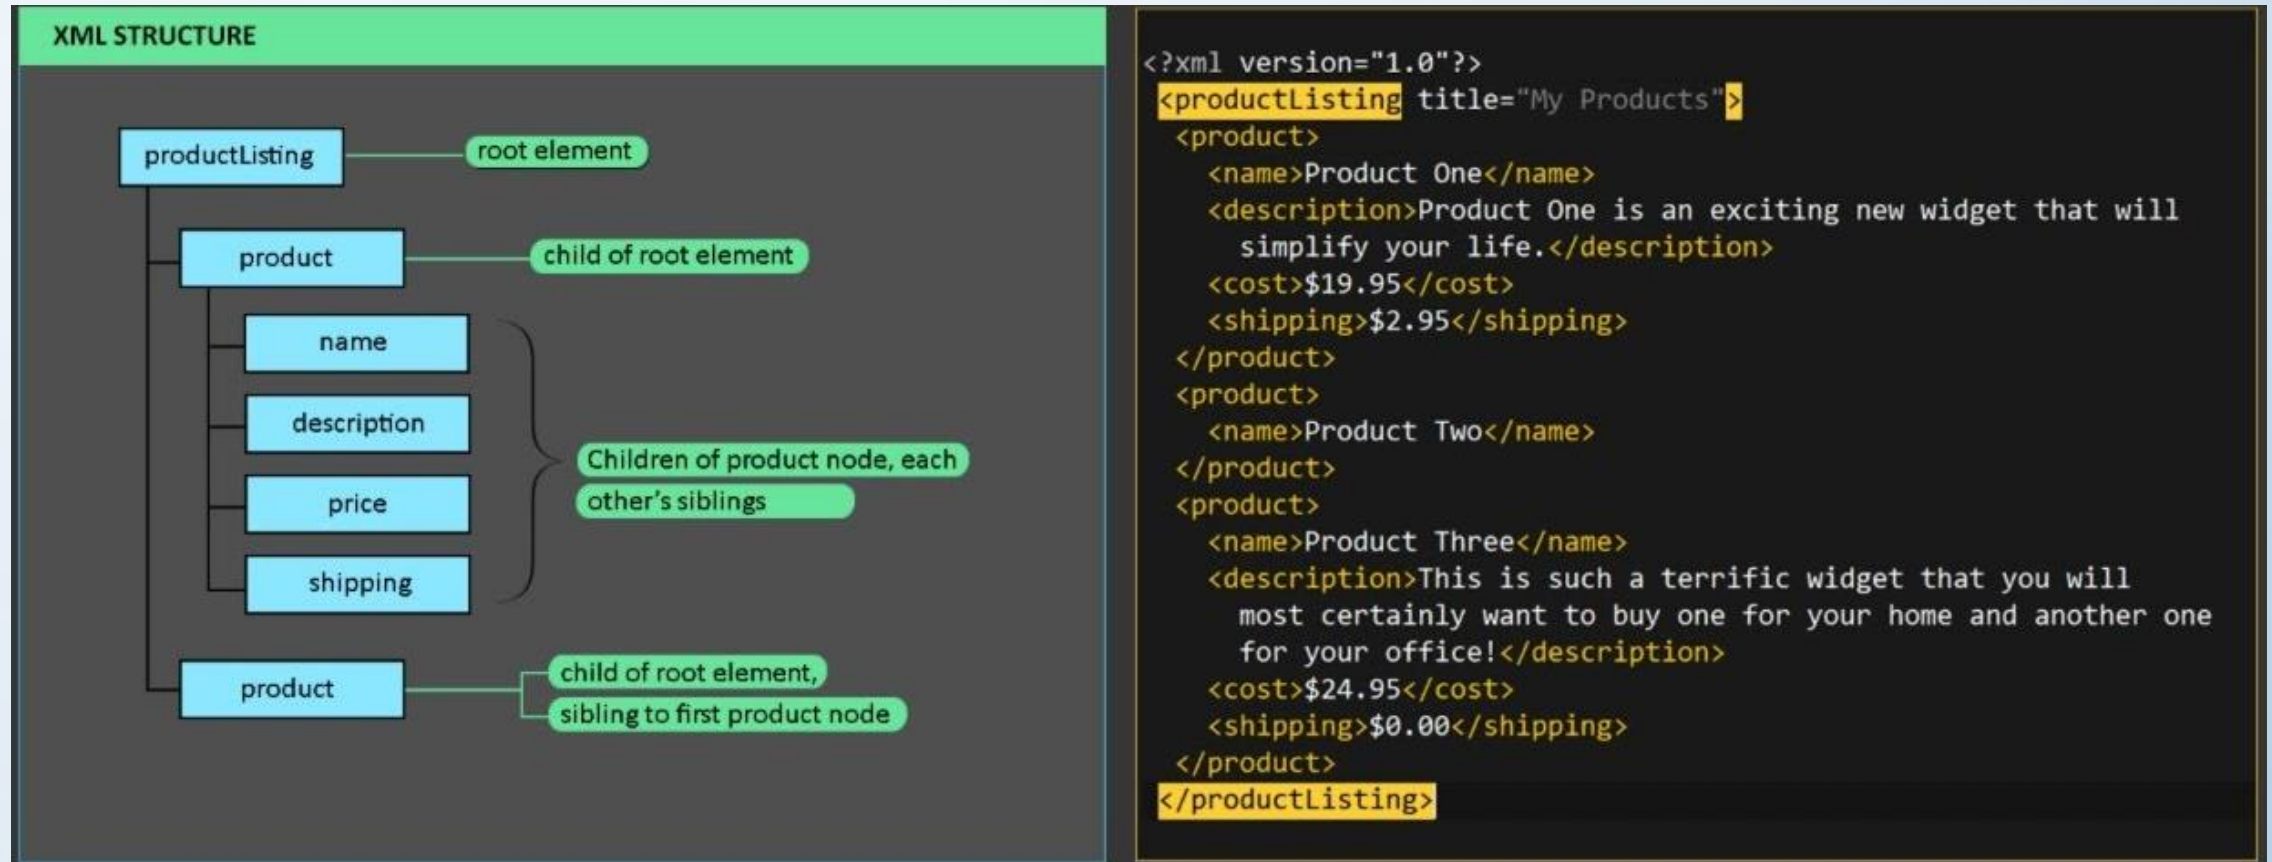 XML STRUCTURE
productListing
root element
product
child of root element
name
description
price
shipping
Children of product node, each
other's siblings
product
child of root element,
sibling to first product node
<?xml version="1.0"?>
<productListing title="My Products">
<product>
<name>Product One</name>
<description>Product One is an exciting new widget that will
simplify your life.</description>
<cost>$19.95</cost>
<shipping>$2.95</shipping>
</product>
<product>
<name>Product Two</name>
</product>
<product>
<name>Product Three</name>
<description>This is such a terrific widget that you will
most certainly want to buy one for your home and another one
for your office!</description>
<cost>$24.95</cost>
<shipping>$0.00</shipping>
</product>
</productListing>